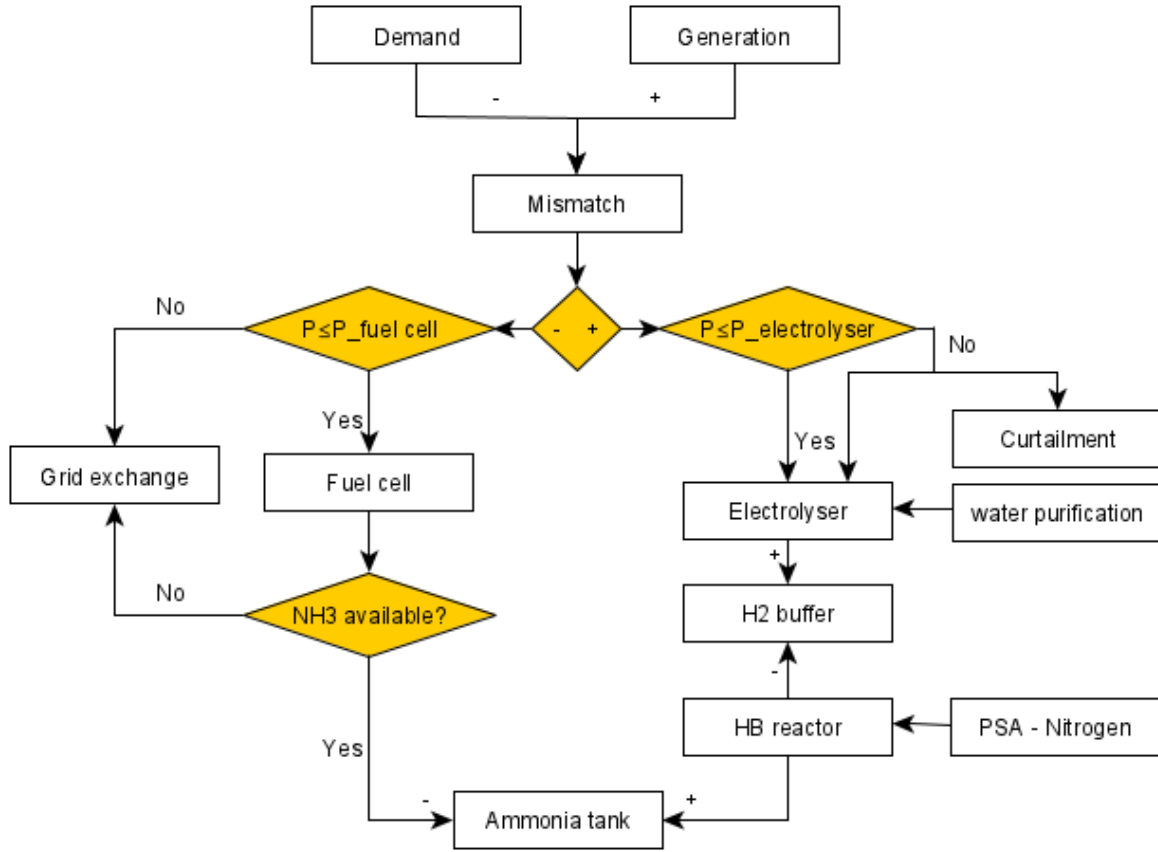 Demand
Generation
-
+
Mismatch
No
P≤P_fuel cell
- +
P≤P_electrolyser
No
Yes
Yes
Curtailment
Grid exchange
Fuel cell
Electrolyser
water purification
+
No
NH3 available?
H2 buffer
-
HB reactor
PSA - Nitrogen
Yes
-
+
Ammonia tank